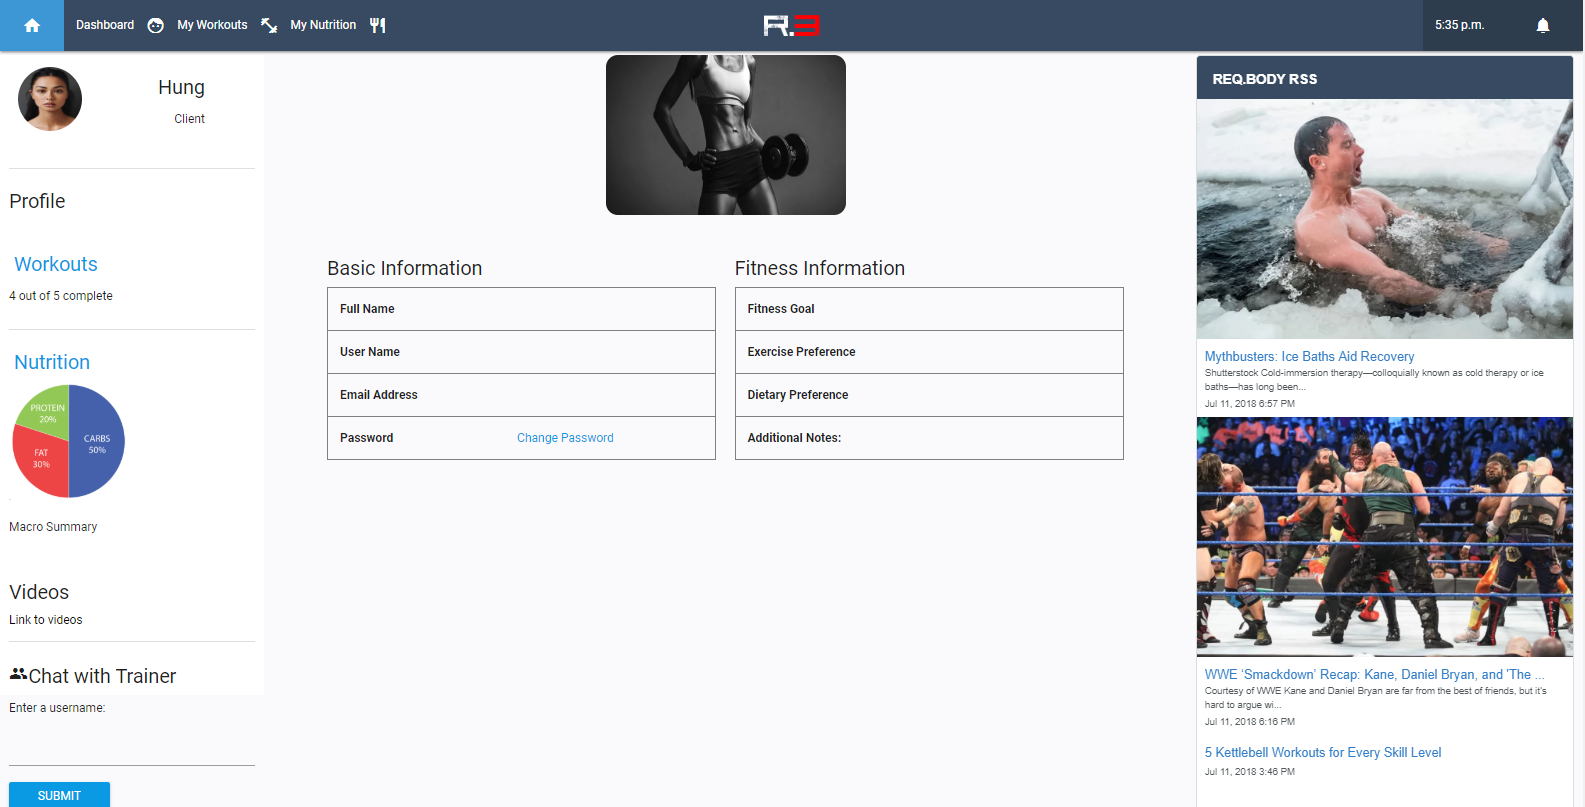 Dashboard
My Workouts
My Nutrition
R.3
5:35 p.m.
Hung
Client
Profile
Workouts
4 out of 5 complete
Nutrition
PROTEIN
20%
CARBS
50%
FAT
30%
Macro Summary
Videos
Link to videos
Chat with Trainer
Enter a username:
SUBMIT
Basic Information
Full Name
User Name
Email Address
Password Change Password
Fitness Information
Fitness Goal
Exercise Preference
Dietary Preference
Additional Notes:
REQ.BODY RSS
Mythbusters: Ice Baths Aid Recovery
Shutterstock Cold-immersion therapy—colloquially known as cold therapy or ice
baths—has long been...
Jul 11, 2018 6:57 PM
WWE ‘Smackdown’ Recap: Kane, Daniel Bryan, and 'The ...
Courtesy of WWE Kane and Daniel Bryan are far from the best of friends, but it’s
hard to argue wi...
Jul 11, 2018 6:16 PM
5 Kettlebell Workouts for Every Skill Level
Jul 11, 2018 3:46 PM